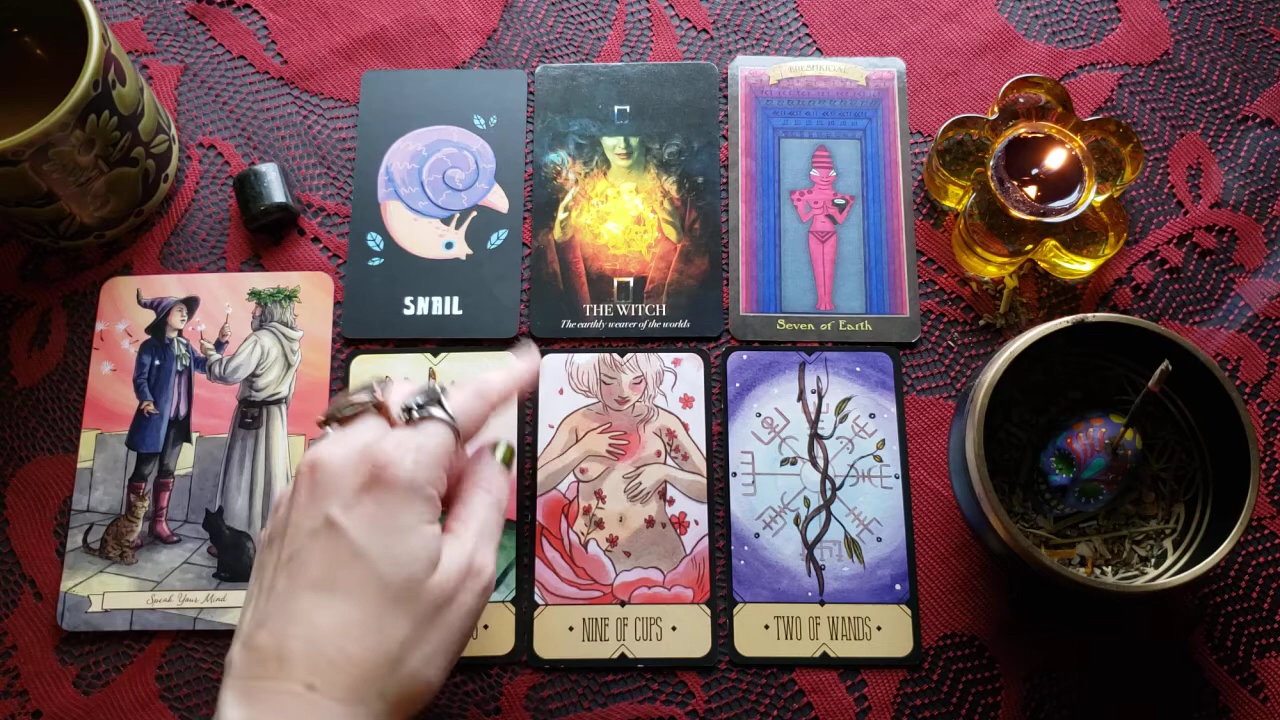 SNAIL
THE WITCH
The earthly weaver of the worlds
ERESHKIGAL
Seven of Earth
Speak Your Mind
NINE OF CUPS
TWO OF WANDS